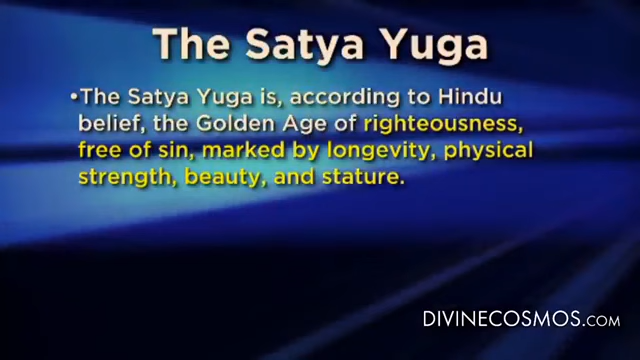 The Satya Yuga
•The Satya Yuga is, according to Hindu
belief, the Golden Age of righteousness,
free of sin, marked by longevity, physical
strength, beauty, and stature.
DIVINECOSMOS.COM